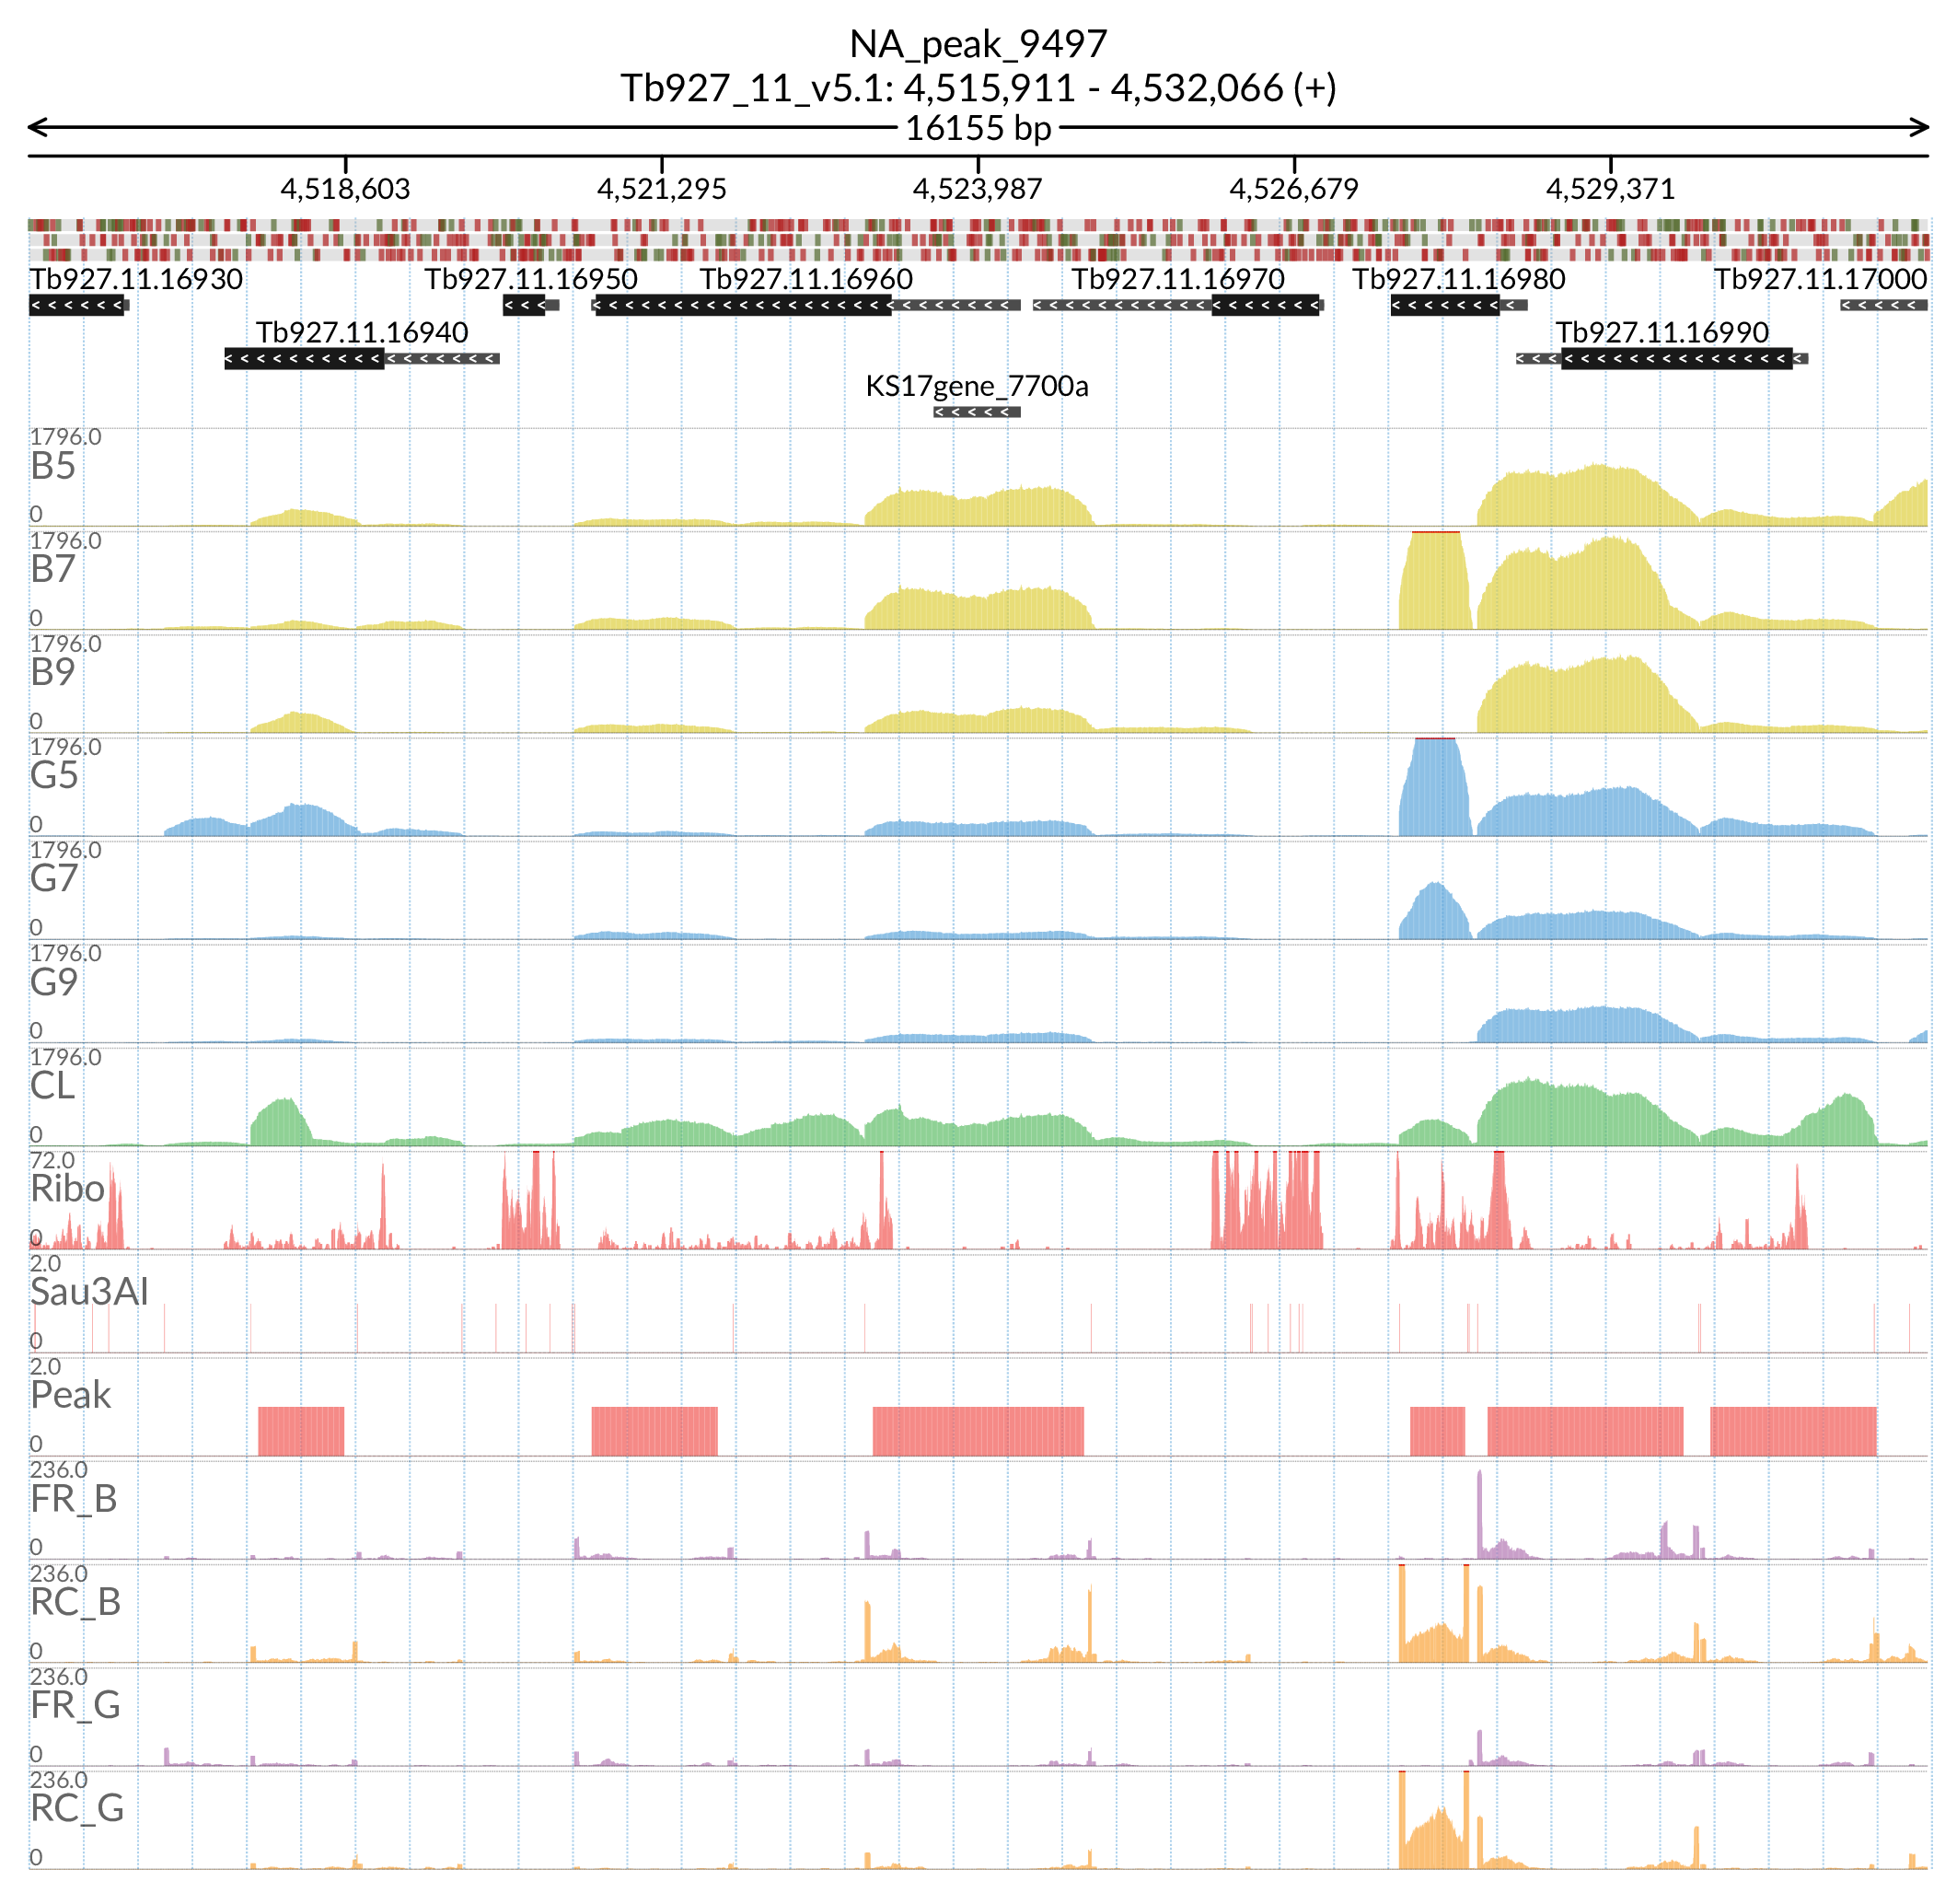 NA_peak_9497
Tb927_11_v5.1: 4,515,911 - 4,532,066 (+)
16155 bp
4,518,603 4,521,295 4,523,987 4,526,679 4,529,371
Tb927.11.16930 Tb927.11.16950 Tb927.11.16960 Tb927.11.16970 Tb927.11.16980 Tb927.11.17000
Tb927.11.16940 Tb927.11.16990
KS17gene_7700a
1796.0
B5
0
1796.0
B7
0
1796.0
B9
0
1796.0
G5
0
1796.0
G7
0
1796.0
G9
0
1796.0
CL
0
72.0
Ribo
0
2.0
Sau3AI
0
2.0
Peak
0
236.0
FR_B
0
236.0
RC_B
0
236.0
FR_G
0
236.0
RC_G
0